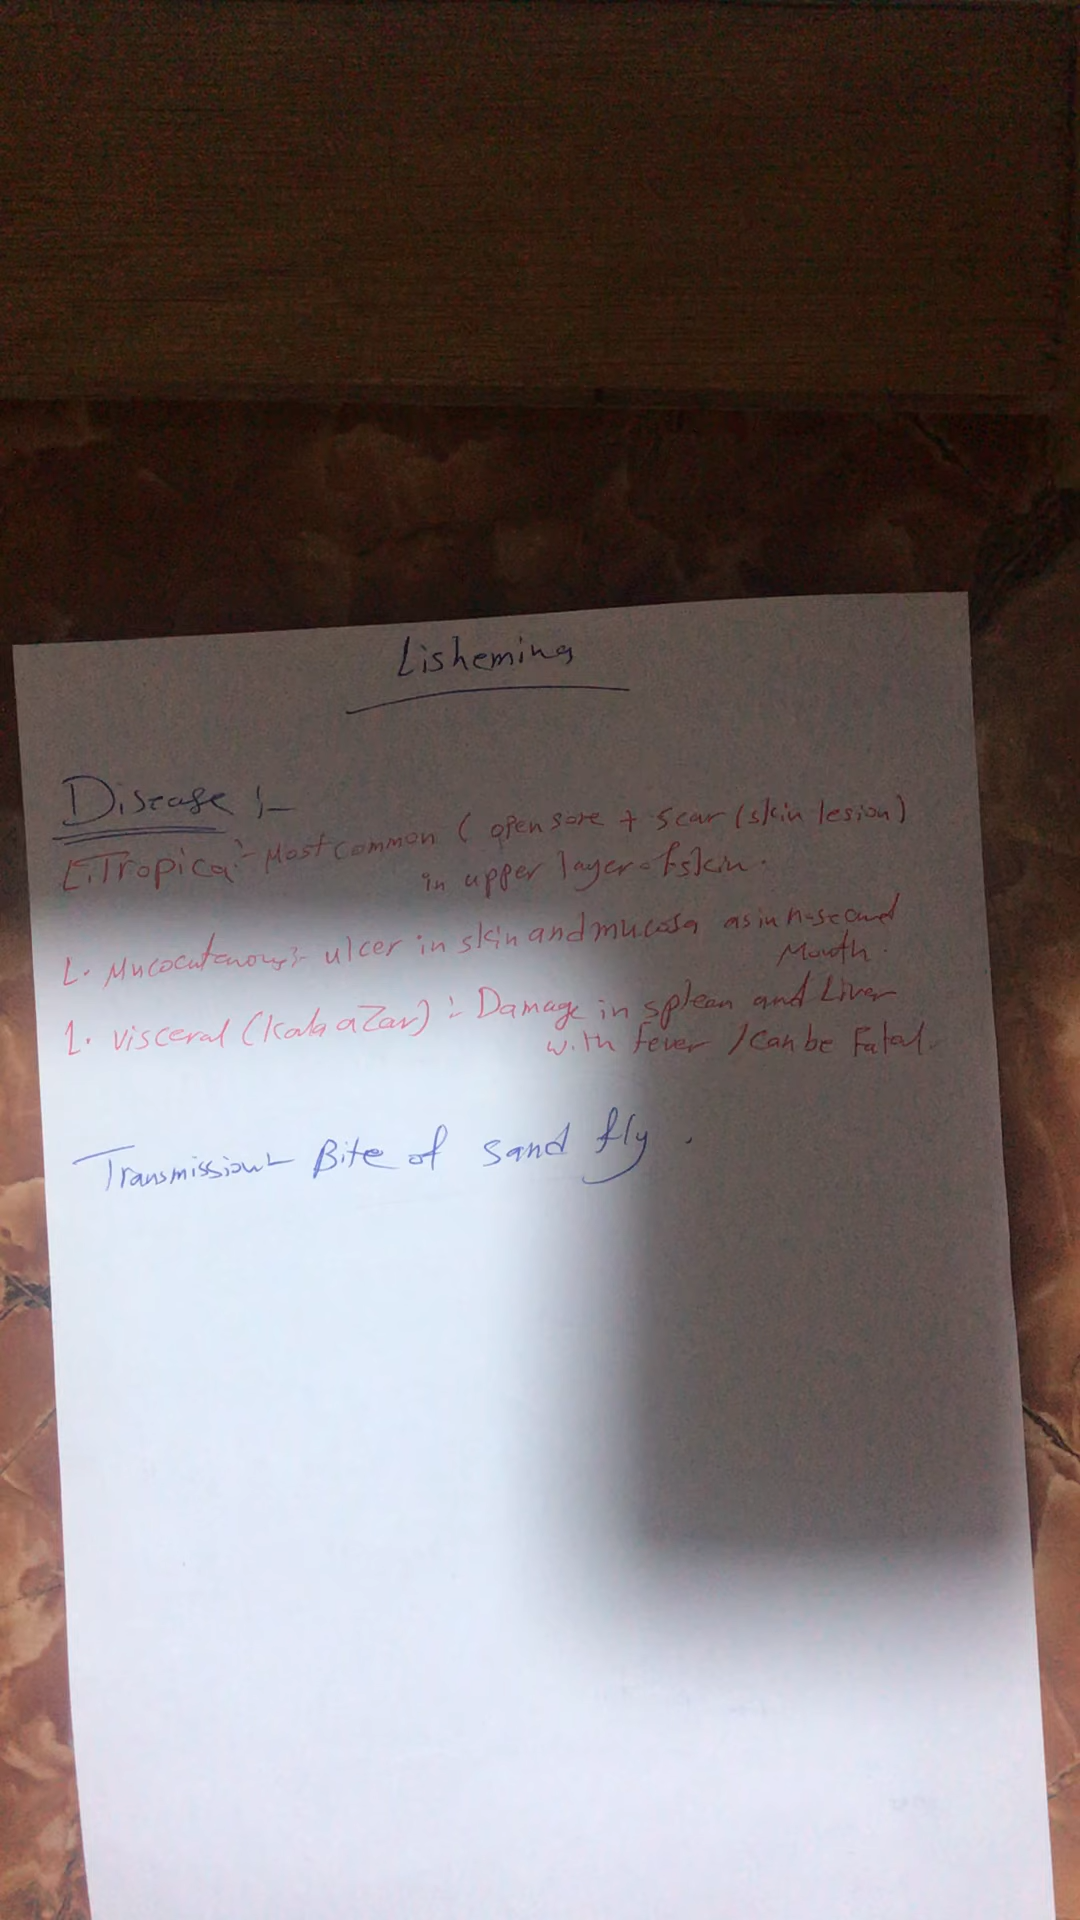 Lishemina
Disease :-
L.Tropica :- Most common ( open sore + scar (skin lesion)
in upper layer of skin.
L. Mucocutenous :- ulcer in skin and mucosa as in nose and
Mouth.
L. visceral (Kala aZar) :- Damage in spleen and Liver
with fever / can be Fatal.
Transmission :- Bite of sand fly .